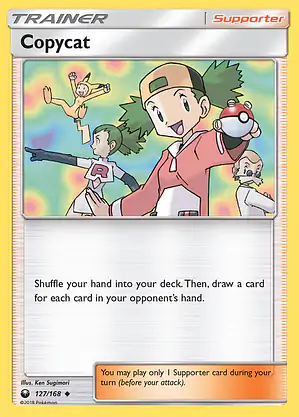 TRAINER
Supporter
Copycat
R
Shuffle your hand into your deck. Then, draw a card
for each card in your opponent's hand.
Illus. Ken Sugimori
127/168 ◆
©2018 Pokémon
You may play only 1 Supporter card during your
turn (before your attack).